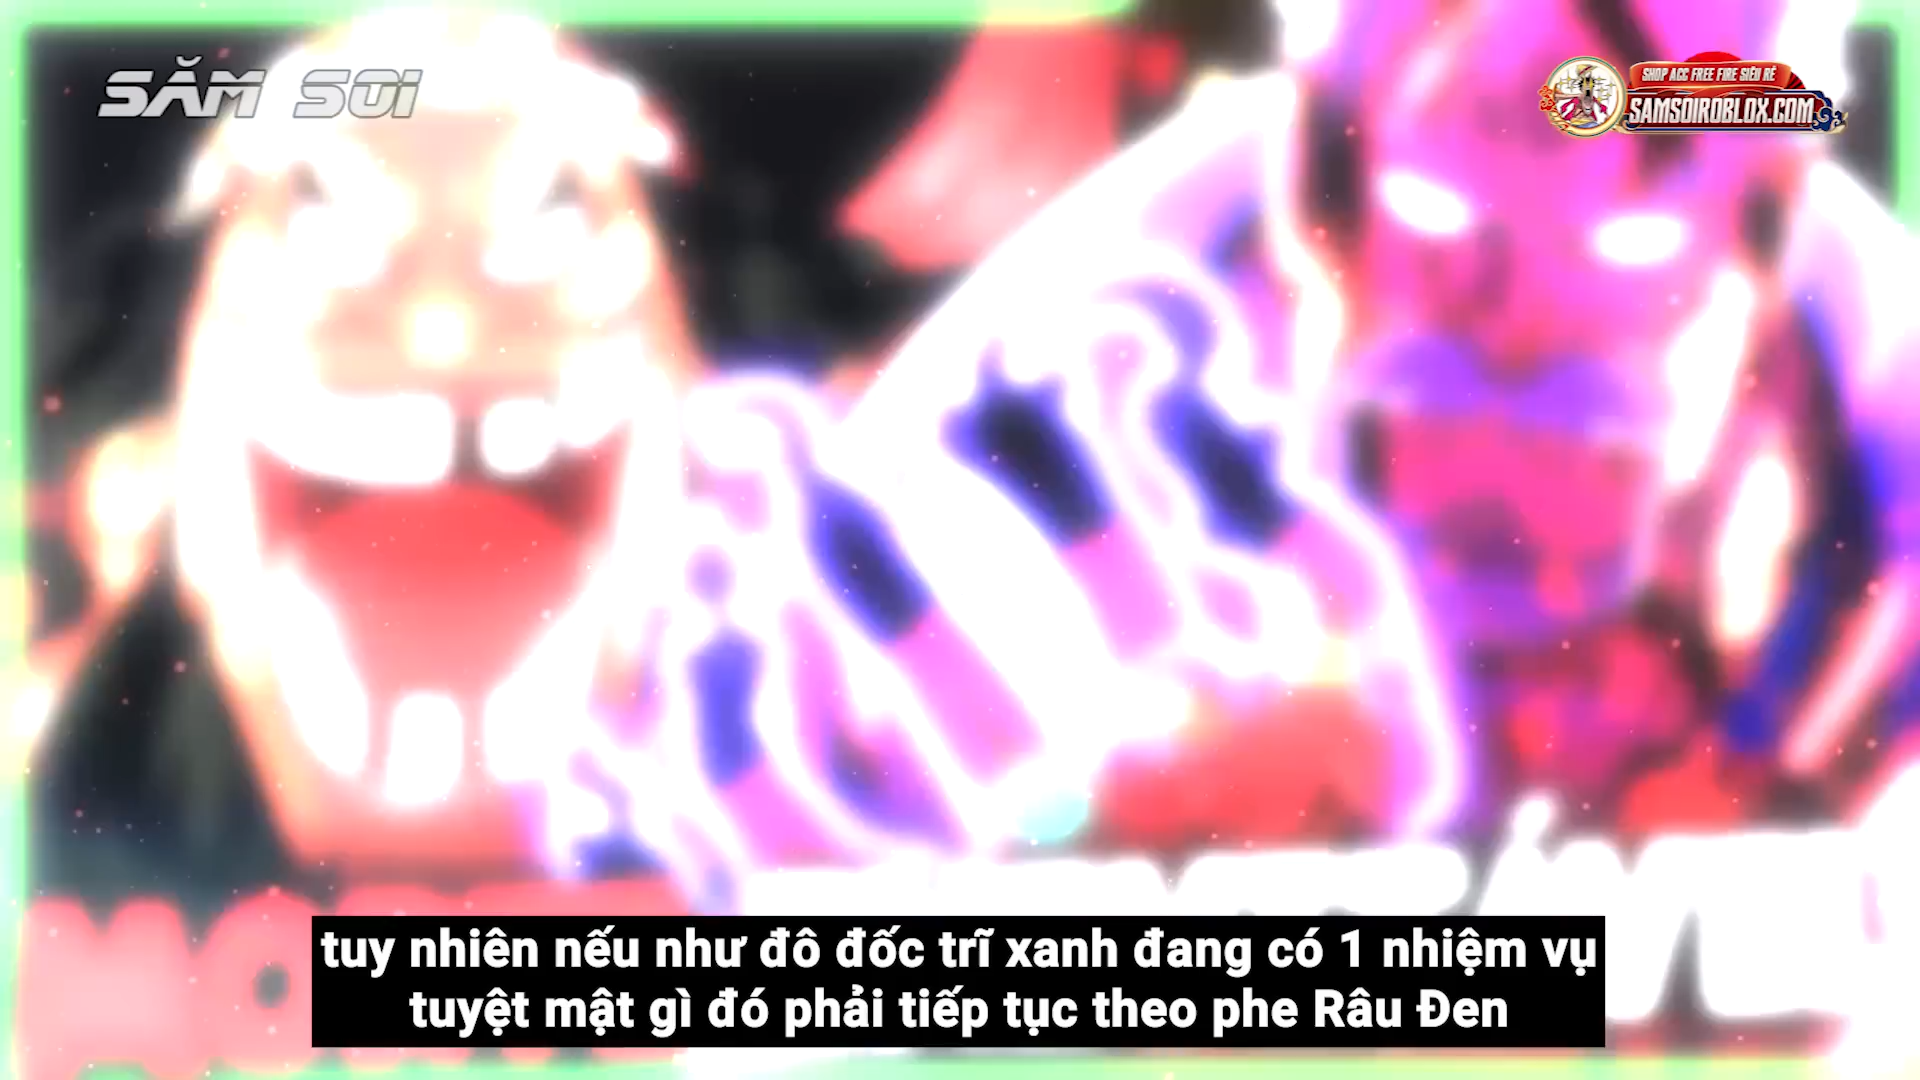 SĂM SOI
SHOP ACC FREE FIRE SIÊU RẺ
SAMSOIROBLOX.COM
tuy nhiên nếu như đô đốc trĩ xanh đang có 1 nhiệm vụ
tuyệt mật gì đó phải tiếp tục theo phe Râu Đen